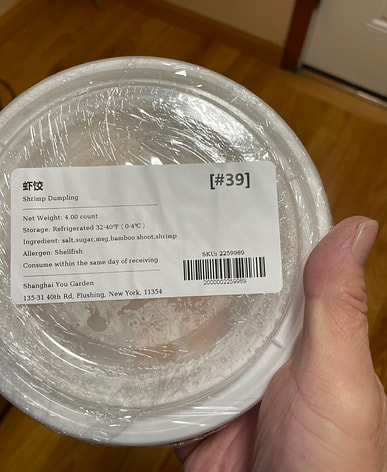 虾饺
[#39]
Shrimp Dumpling
Net Weight: 4.00 count
Storage: Refrigerated 32-40°F ( 0-4°C )
Ingredient: salt,sugar,msg,bamboo shoot,shrimp
Allergen: Shellfish
Consume within the same day of receiving
SKU: 2259989
2000002259989
Shanghai You Garden
135-31 40th Rd, Flushing, New York, 11354